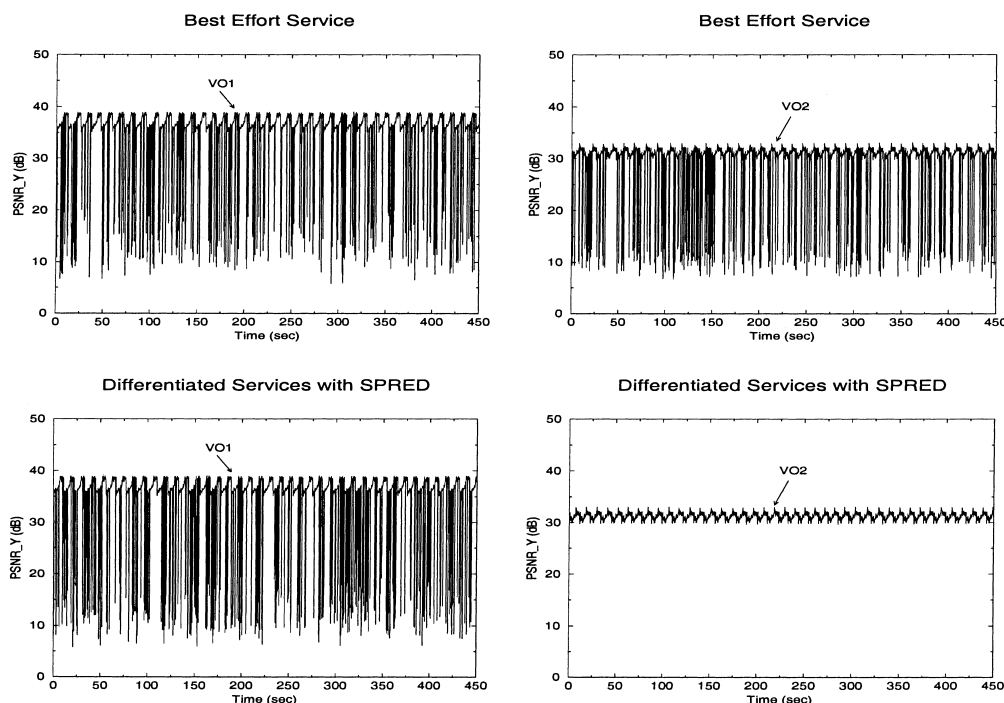 Best Effort Service
50
40
30
20
10
0
PSNR_Y (dB)
VO1
0 50 100 150 200 250 300 350 400 450
Time (sec)
Best Effort Service
50
40
30
20
10
0
PSNR_Y (dB)
VO2
0 50 100 150 200 250 300 350 400 450
Time (sec)
Differentiated Services with SPRED
50
40
30
20
10
0
PSNR_Y (dB)
VO1
0 50 100 150 200 250 300 350 400 450
Time (sec)
Differentiated Services with SPRED
50
40
30
20
10
0
PSNR_Y (dB)
VO2
0 50 100 150 200 250 300 350 400 450
Time (sec)